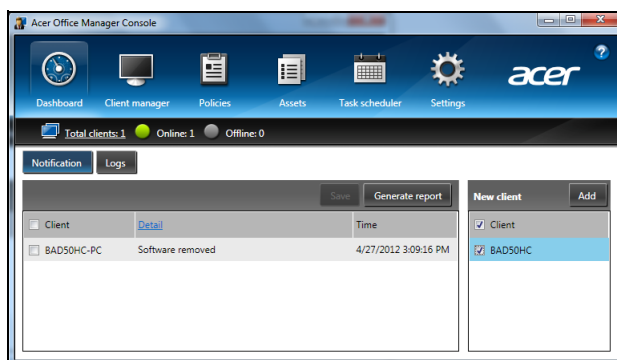 Acer Office Manager Console
acer
?
Dashboard Client manager Policies Assets Task scheduler Settings
Total clients: 1 Online: 1 Offline: 0
Notification Logs
Save Generate report
New client Add
Client Detail Time
Client
BAD50HC-PC Software removed 4/27/2012 3:09:16 PM
BAD50HC